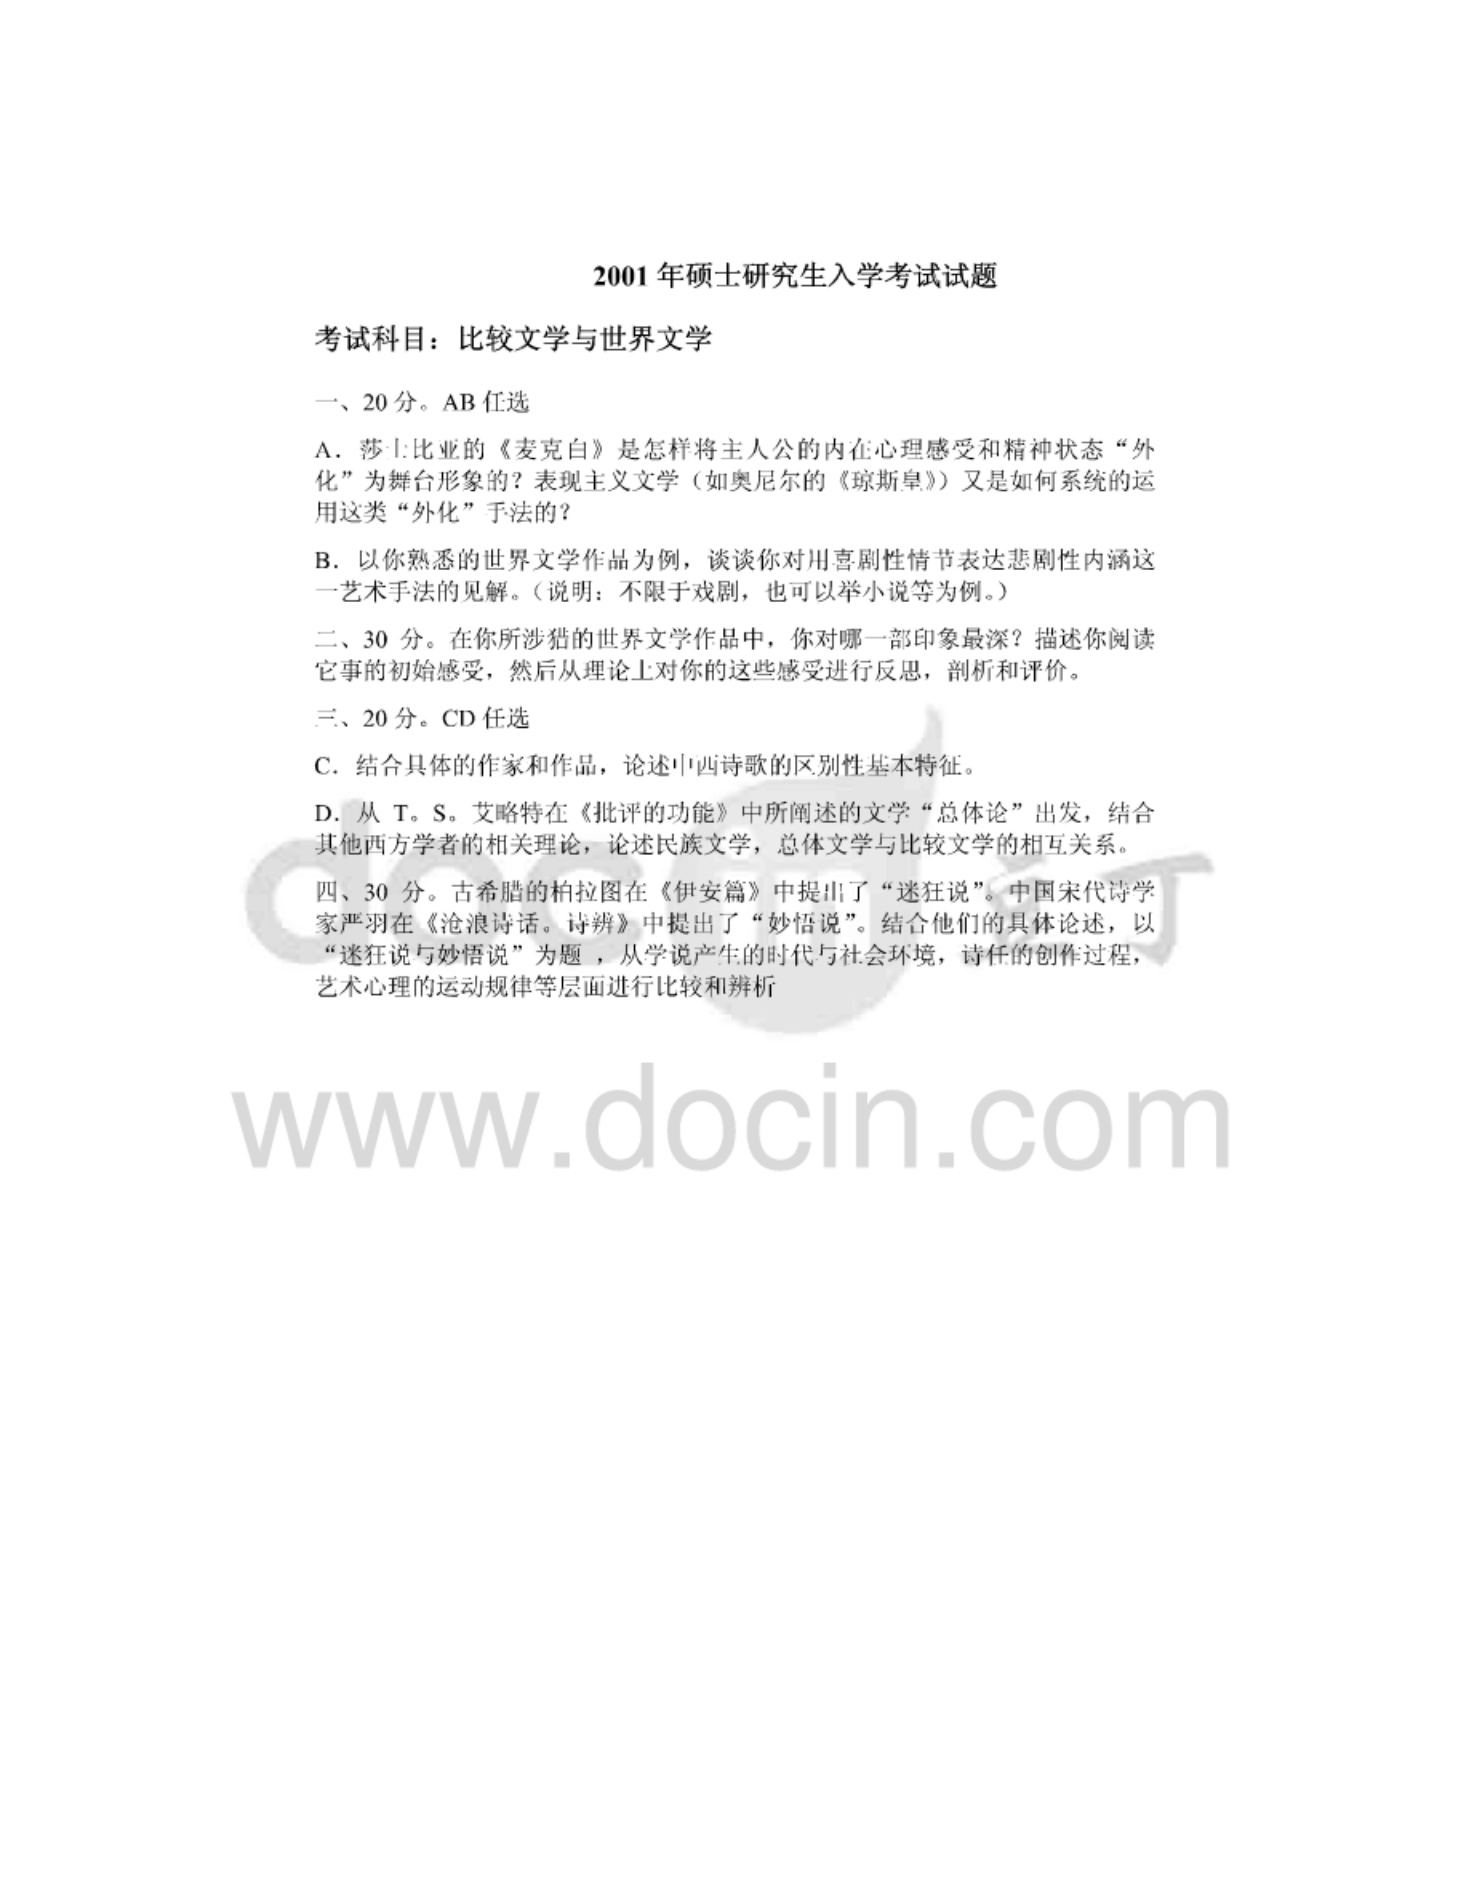 2001 年硕士研究生入学考试试题
考试科目：比较文学与世界文学
一、20 分。AB 任选
A．莎士比亚的《麦克白》是怎样将主人公的内在心理感受和精神状态“外
化”为舞台形象的？表现主义文学（如奥尼尔的《琼斯皇》）又是如何系统的运
用这类“外化”手法的？
B．以你熟悉的世界文学作品为例，谈谈你对用喜剧性情节表达悲剧性内涵这
一艺术手法的见解。（说明：不限于戏剧，也可以举小说等为例。）
二、30 分。在你所涉猎的世界文学作品中，你对哪一部印象最深？描述你阅读
它事的初始感受，然后从理论上对你的这些感受进行反思，剖析和评价。
三、20 分。CD 任选
C．结合具体的作家和作品，论述中西诗歌的区别性基本特征。
D．从 T。S。艾略特在《批评的功能》中所阐述的文学“总体论”出发，结合
其他西方学者的相关理论，论述民族文学，总体文学与比较文学的相互关系。
四、30 分。古希腊的柏拉图在《伊安篇》中提出了“迷狂说”。中国宋代诗学
家严羽在《沧浪诗话。诗辨》中提出了“妙悟说”。结合他们的具体论述，以
“迷狂说与妙悟说”为题 ，从学说产生的时代与社会环境，诗任的创作过程，
艺术心理的运动规律等层面进行比较和辨析
docin 豆丁
www.docin.com